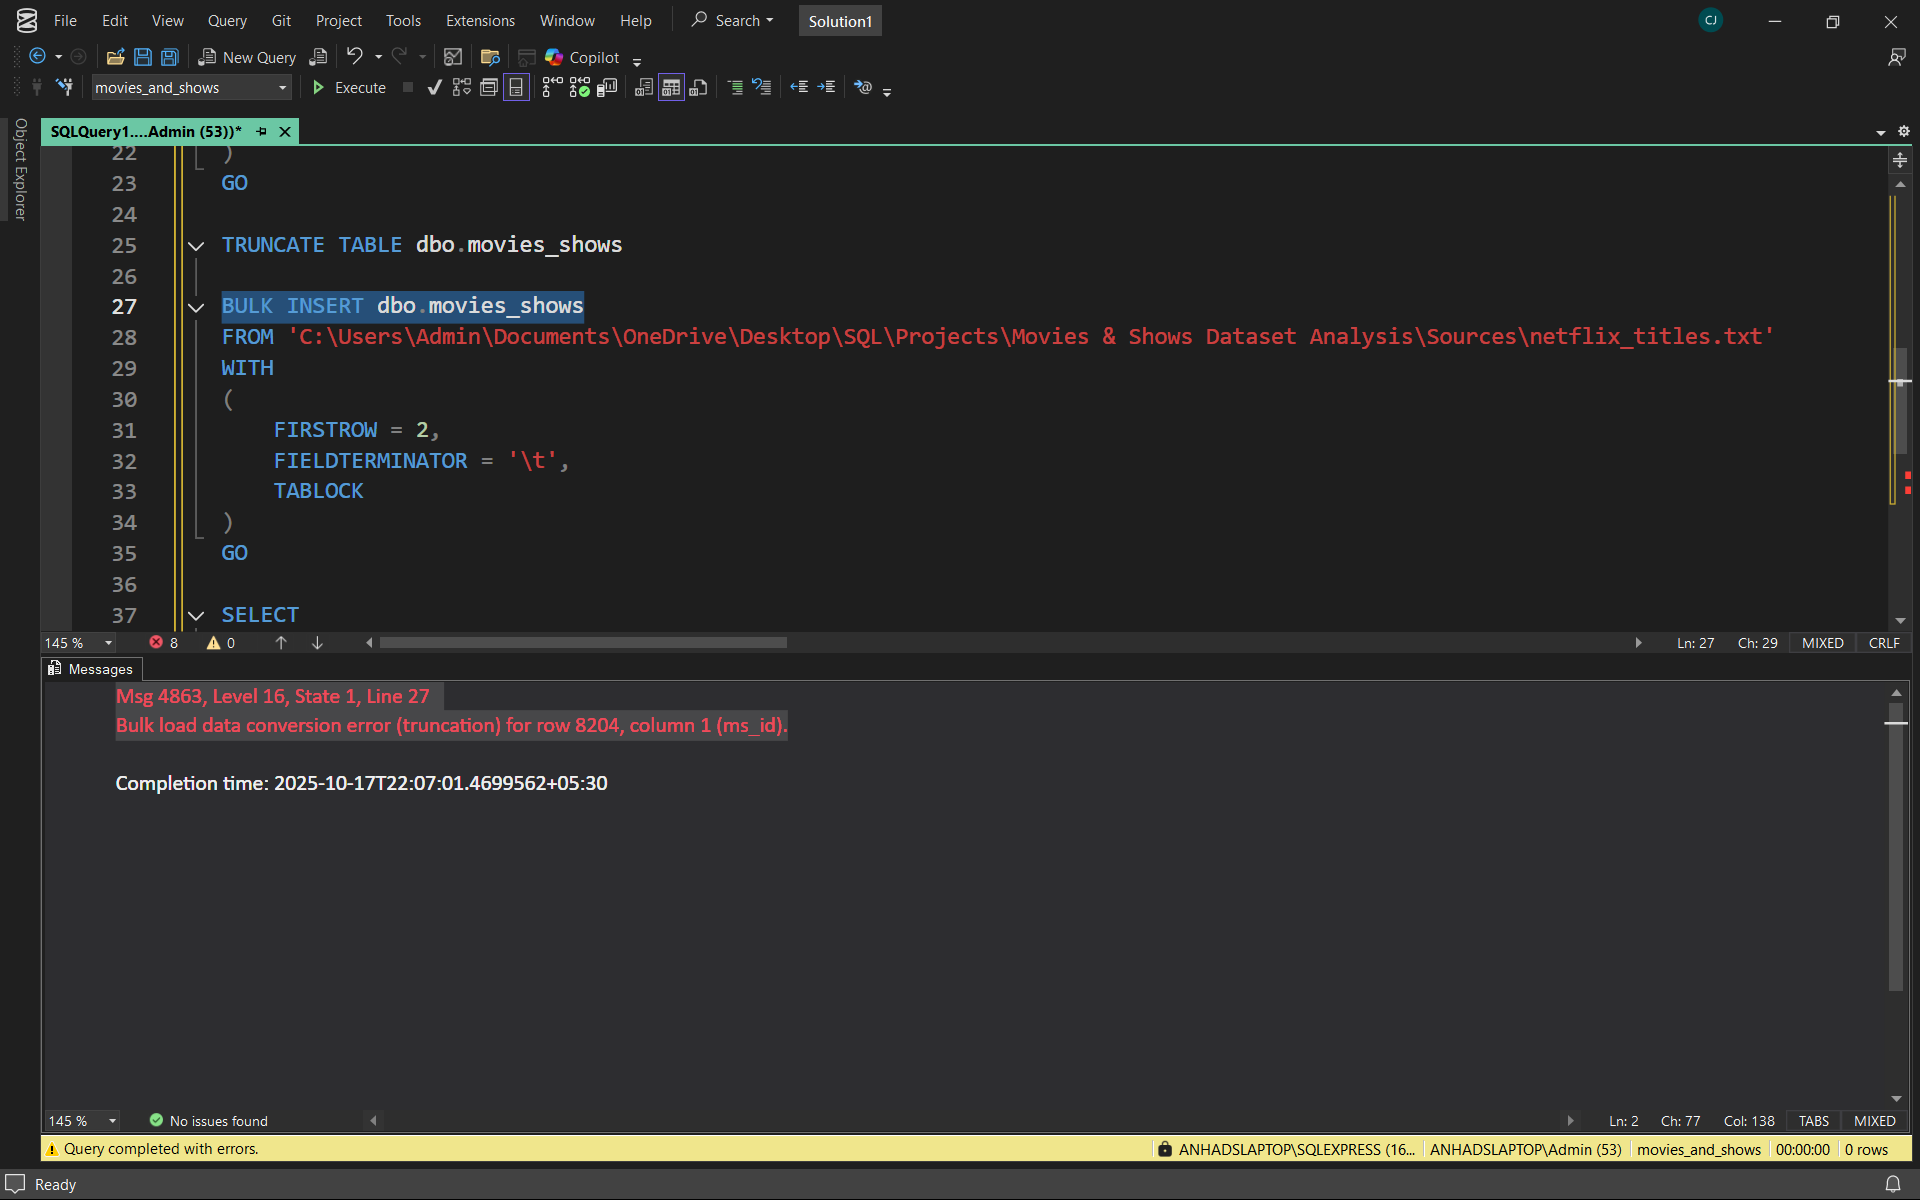 File Edit View Query Git Project Tools Extensions Window Help Search Solution1 CJ
New Query Copilot
movies_and_shows Execute
Object Explorer
SQLQuery1....Admin (53))*
22 )
23 GO
24
25 TRUNCATE TABLE dbo.movies_shows
26
27 BULK INSERT dbo.movies_shows
28 FROM 'C:\Users\Admin\Documents\OneDrive\Desktop\SQL\Projects\Movies & Shows Dataset Analysis\Sources\netflix_titles.txt'
29 WITH
30 (
31 FIRSTROW = 2,
32 FIELDTERMINATOR = '\t',
33 TABLOCK
34 )
35 GO
36
37 SELECT
145 % 8 0 Ln: 27 Ch: 29 MIXED CRLF
Messages
Msg 4863, Level 16, State 1, Line 27
Bulk load data conversion error (truncation) for row 8204, column 1 (ms_id).
Completion time: 2025-10-17T22:07:01.4699562+05:30
145 % No issues found Ln: 2 Ch: 77 Col: 138 TABS MIXED
Query completed with errors. ANHADSLAPTOP\SQLEXPRESS (16... ANHADSLAPTOP\Admin (53) movies_and_shows 00:00:00 0 rows
Ready